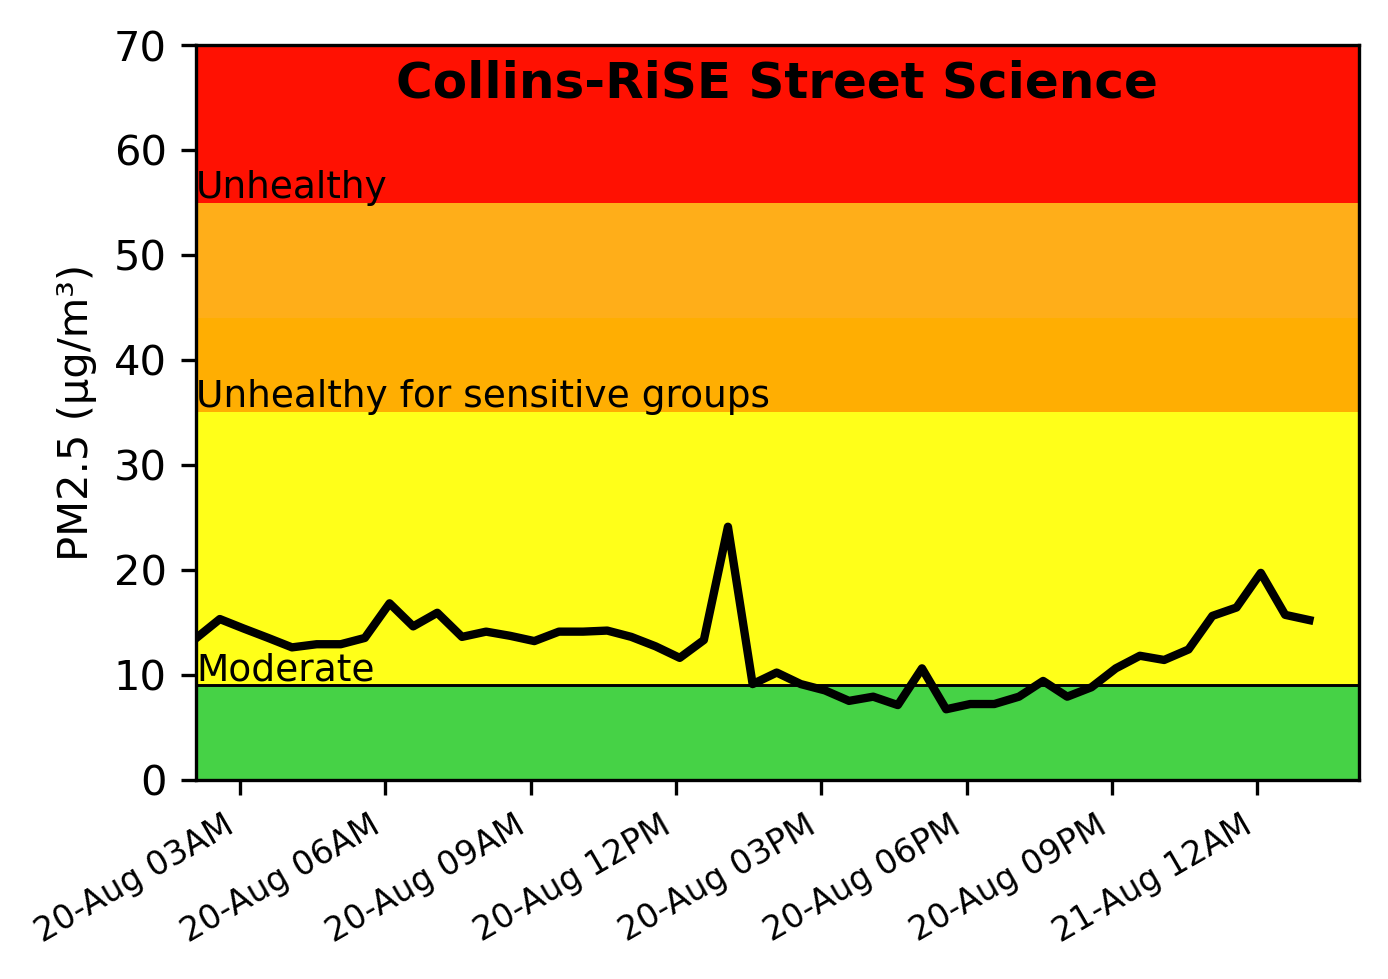 Collins-RiSE Street Science
70
60
Unhealthy
50
40
Unhealthy for sensitive groups
30
20
Moderate
10
0
PM2.5 (µg/m³)
20-Aug 03AM
20-Aug 06AM
20-Aug 09AM
20-Aug 12PM
20-Aug 03PM
20-Aug 06PM
20-Aug 09PM
21-Aug 12AM